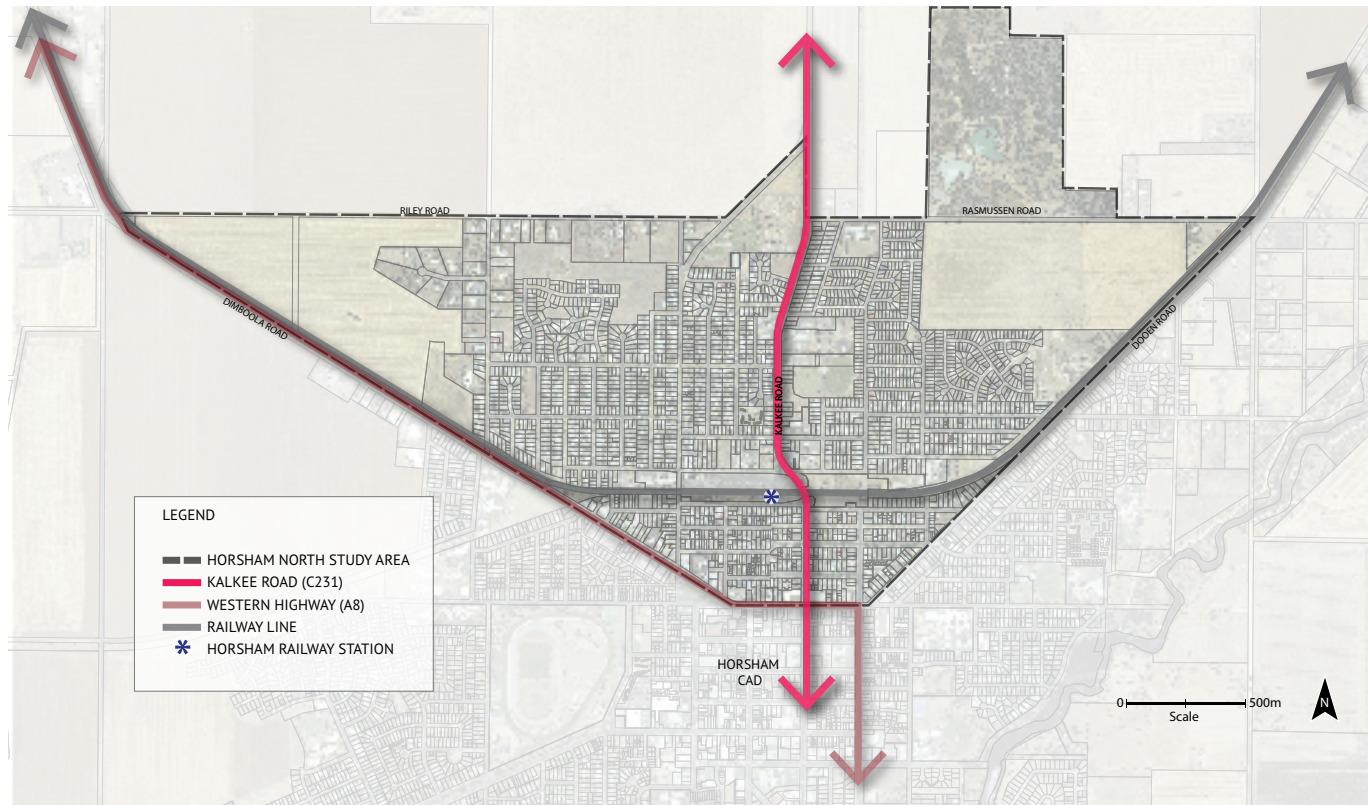 RILEY ROAD
RASMUSSEN ROAD
DIMBOOLA ROAD
DOOEN ROAD
KALKEE ROAD
LEGEND
HORSHAM NORTH STUDY AREA
KALKEE ROAD (C231)
WESTERN HIGHWAY (A8)
RAILWAY LINE
HORSHAM RAILWAY STATION
HORSHAM
CAD
0 500m
Scale
N